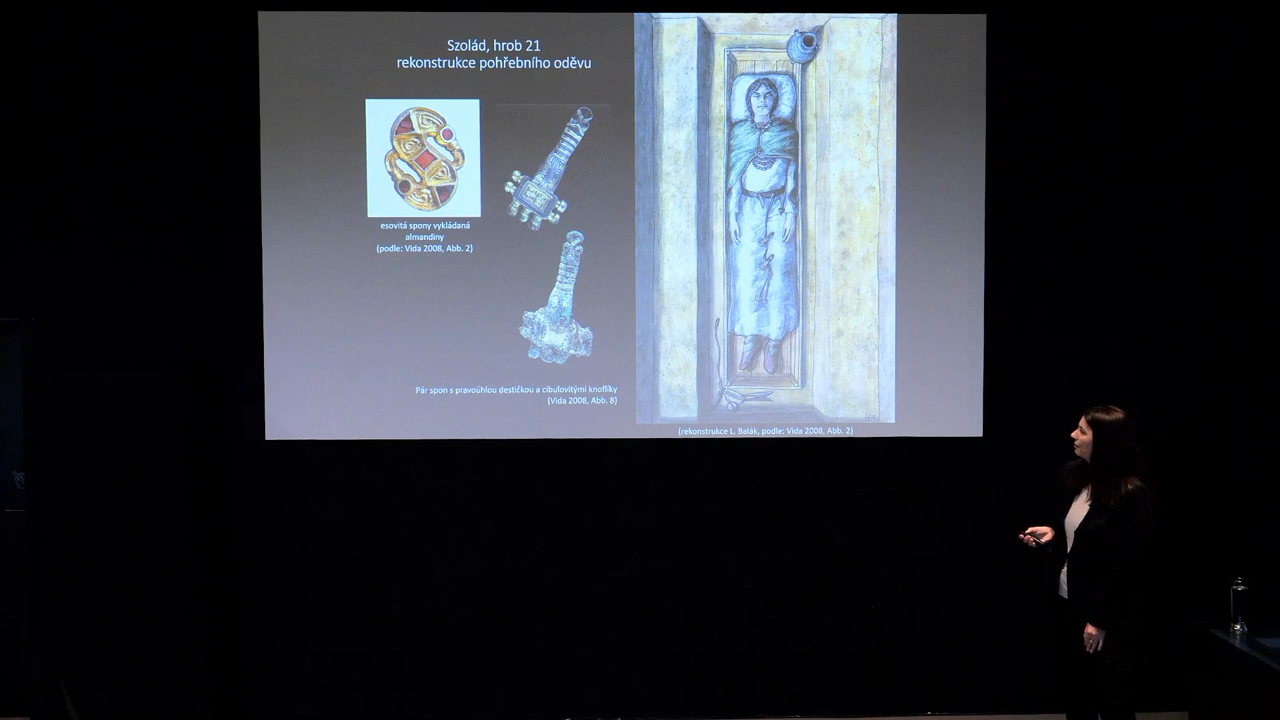 Szolád, hrob 21
rekonstrukce pohřebního oděvu
esovitá spony vykládaná
almandiny
(podle: Vida 2008, Abb. 2)
Pár spon s pravoúhlou destičkou a cibulovitými knoflíky
(Vida 2008, Abb. 8)
(rekonstrukce L. Balák, podle: Vida 2008, Abb. 2)